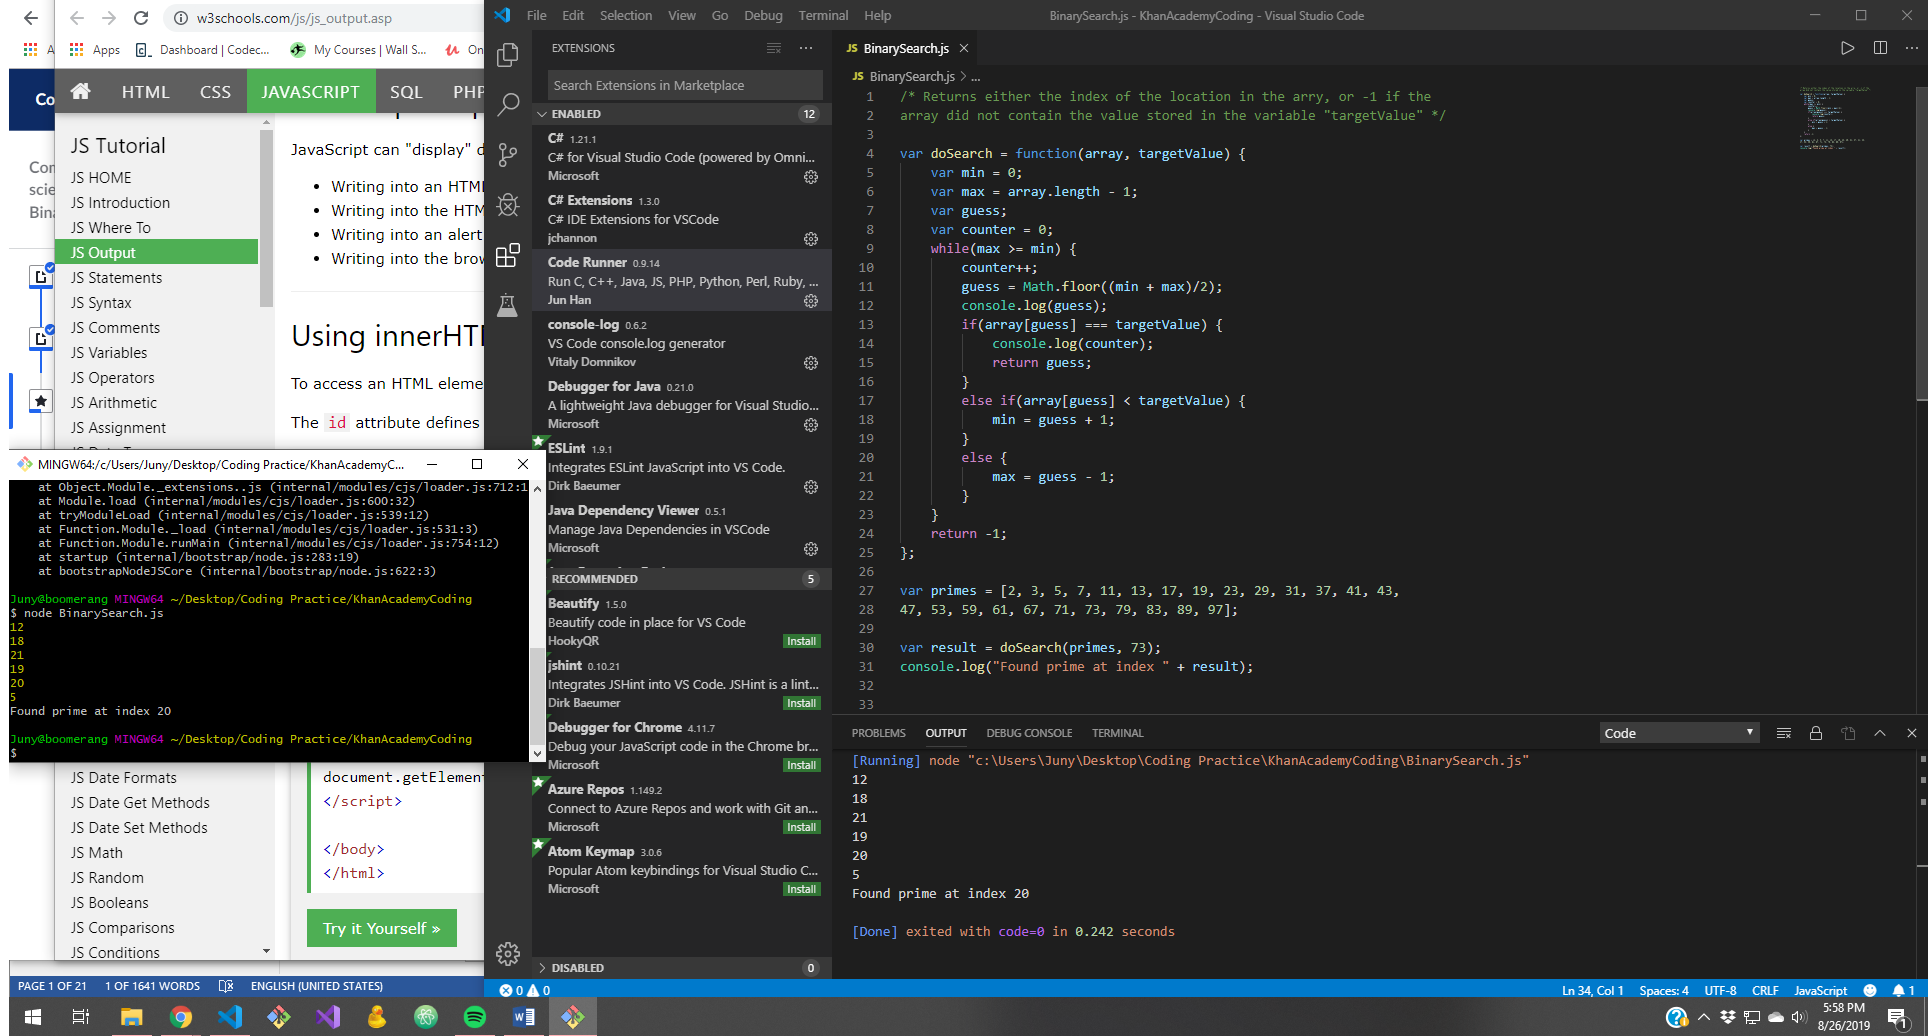 w3schools.com/js/js_output.asp
A
Apps
Dashboard | Codec...
My Courses | Wall S...
On
Co
HTML
CSS
JAVASCRIPT
SQL
PHP
Com
scie
Bina
JS Tutorial
JS HOME
JS Introduction
JS Where To
JS Output
JS Statements
JS Syntax
JS Comments
JS Variables
JS Operators
JS Arithmetic
JS Assignment
JavaScript can "display" d
• Writing into an HTM
• Writing into the HTM
• Writing into an alert
• Writing into the brow
Using innerHT
To access an HTML eleme
The id attribute defines
MINGW64:/c/Users/Juny/Desktop/Coding Practice/KhanAcademyC...
at Object.Module._extensions..js (internal/modules/cjs/loader.js:712:1
at Module.load (internal/modules/cjs/loader.js:600:32)
at tryModuleLoad (internal/modules/cjs/loader.js:539:12)
at Function.Module._load (internal/modules/cjs/loader.js:531:3)
at Function.Module.runMain (internal/modules/cjs/loader.js:754:12)
at startup (internal/bootstrap/node.js:283:19)
at bootstrapNodeJSCore (internal/bootstrap/node.js:622:3)
Juny@boomerang MINGW64 ~/Desktop/Coding Practice/KhanAcademyCoding
$ node BinarySearch.js
12
18
21
19
20
5
Found prime at index 20
Juny@boomerang MINGW64 ~/Desktop/Coding Practice/KhanAcademyCoding
$
JS Date Formats
JS Date Get Methods
JS Date Set Methods
JS Math
JS Random
JS Booleans
JS Comparisons
JS Conditions
document.getElement
</script>
</body>
</html>
Try it Yourself »
PAGE 1 OF 21
1 OF 1641 WORDS
ENGLISH (UNITED STATES)
File Edit Selection View Go Debug Terminal Help
BinarySearch.js - KhanAcademyCoding - Visual Studio Code
EXTENSIONS
Search Extensions in Marketplace
ENABLED 12
C# 1.21.1
C# for Visual Studio Code (powered by Omni...
Microsoft
C# Extensions 1.3.0
C# IDE Extensions for VSCode
jchannon
Code Runner 0.9.14
Run C, C++, Java, JS, PHP, Python, Perl, Ruby, ...
Jun Han
console-log 0.6.2
VS Code console.log generator
Vitaly Domnikov
Debugger for Java 0.21.0
A lightweight Java debugger for Visual Studio...
Microsoft
ESLint 1.9.1
Integrates ESLint JavaScript into VS Code.
Dirk Baeumer
Java Dependency Viewer 0.5.1
Manage Java Dependencies in VSCode
Microsoft
RECOMMENDED 5
Beautify 1.5.0
Beautify code in place for VS Code
HookyQR Install
jshint 0.10.21
Integrates JSHint into VS Code. JSHint is a lint...
Dirk Baeumer Install
Debugger for Chrome 4.11.7
Debug your JavaScript code in the Chrome br...
Microsoft Install
Azure Repos 1.149.2
Connect to Azure Repos and work with Git an...
Microsoft Install
Atom Keymap 3.0.6
Popular Atom keybindings for Visual Studio C...
Microsoft Install
DISABLED 0
JS BinarySearch.js
JS BinarySearch.js > ...
1 /* Returns either the index of the location in the arry, or -1 if the
2 array did not contain the value stored in the variable "targetValue" */
3
4 var doSearch = function(array, targetValue) {
5 var min = 0;
6 var max = array.length - 1;
7 var guess;
8 var counter = 0;
9 while(max >= min) {
10 counter++;
11 guess = Math.floor((min + max)/2);
12 console.log(guess);
13 if(array[guess] === targetValue) {
14 console.log(counter);
15 return guess;
16 }
17 else if(array[guess] < targetValue) {
18 min = guess + 1;
19 }
20 else {
21 max = guess - 1;
22 }
23 }
24 return -1;
25 };
26
27 var primes = [2, 3, 5, 7, 11, 13, 17, 19, 23, 29, 31, 37, 41, 43,
28 47, 53, 59, 61, 67, 71, 73, 79, 83, 89, 97];
29
30 var result = doSearch(primes, 73);
31 console.log("Found prime at index " + result);
32
33
PROBLEMS OUTPUT DEBUG CONSOLE TERMINAL
Code
[Running] node "c:\Users\Juny\Desktop\Coding Practice\KhanAcademyCoding\BinarySearch.js"
12
18
21
19
20
5
Found prime at index 20
[Done] exited with code=0 in 0.242 seconds
0 0
Ln 34, Col 1 Spaces: 4 UTF-8 CRLF JavaScript 1
5:58 PM
8/26/2019
1